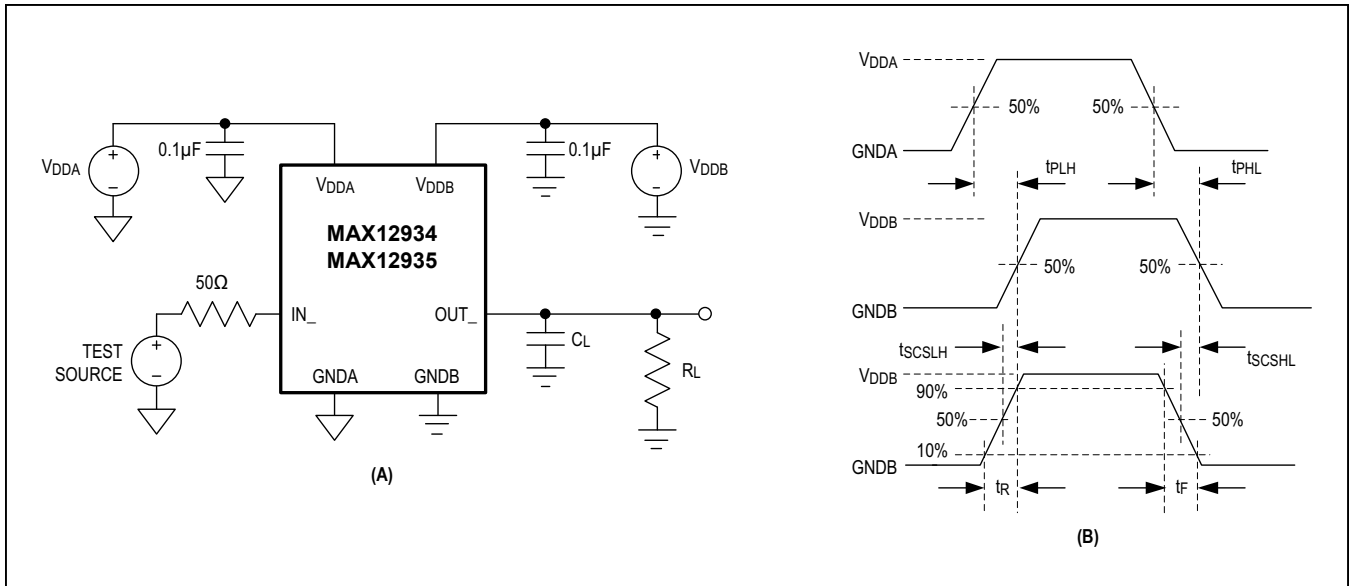 VDDA
0.1µF
0.1µF
VDDB
VDDA
VDDB
MAX12934
MAX12935
50Ω
IN_
OUT_
TEST
SOURCE
CL
RL
GNDA
GNDB
(A)
VDDA
50%
50%
GNDA
tPLH
tPHL
VDDB
50%
50%
GNDB
tSCSLH
tSCSHL
VDDB
90%
50%
50%
10%
GNDB
tR
tF
(B)